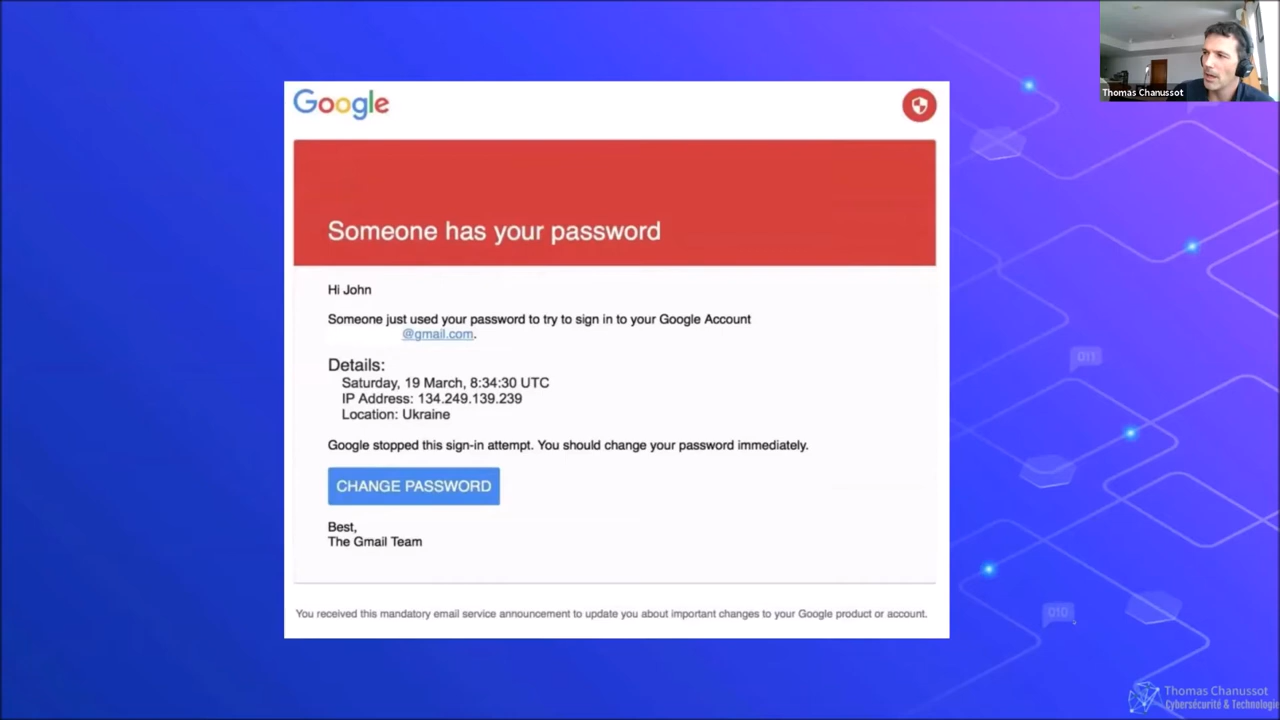 Google
Someone has your password
Hi John
Someone just used your password to try to sign in to your Google Account
@gmail.com.
Details:
Saturday, 19 March, 8:34:30 UTC
IP Address: 134.249.139.239
Location: Ukraine
Google stopped this sign-in attempt. You should change your password immediately.
CHANGE PASSWORD
Best,
The Gmail Team
You received this mandatory email service announcement to update you about important changes to your Google product or account.
Thomas Chanussot
011
010
Thomas Chanussot
Cybersécurité & Technologie